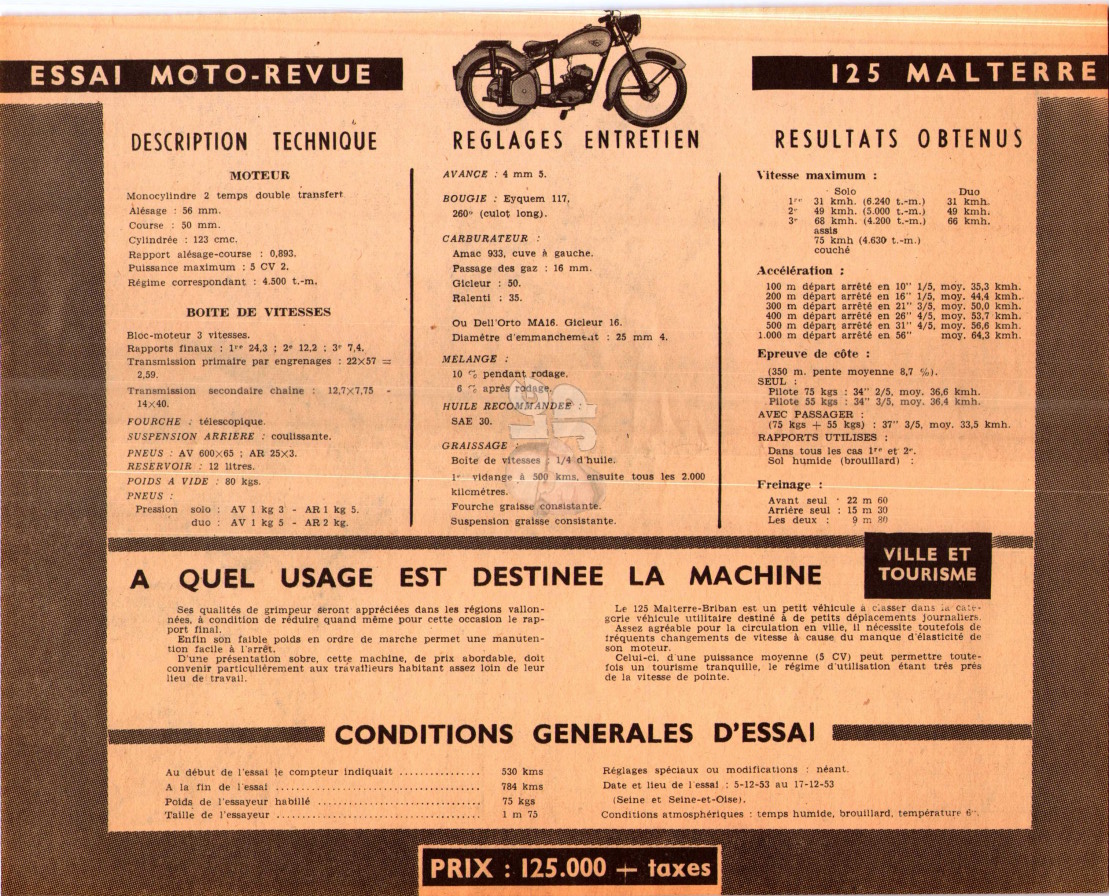 ESSAI MOTO-REVUE
125 MALTERRE
DESCRIPTION TECHNIQUE
MOTEUR
Monocylindre 2 temps double transfert
Alésage : 56 mm.
Course : 50 mm.
Cylindrée : 123 cmc.
Rapport alésage-course : 0,893.
Puissance maximum : 5 CV 2.
Régime correspondant : 4.500 t.-m.
BOITE DE VITESSES
Bloc-moteur 3 vitesses.
Rapports finaux : 1re 24,3 ; 2e 12,2 ; 3e 7,4.
Transmission primaire par engrenages : 22×57 =
2,59.
Transmission secondaire chaine : 12,7×7,75 -
14×40.
FOURCHE : télescopique.
SUSPENSION ARRIERE : coulissante.
PNEUS : AV 600×65 ; AR 25×3.
RESERVOIR : 12 litres.
POIDS A VIDE : 80 kgs.
PNEUS :
Pression solo : AV 1 kg 3 - AR 1 kg 5.
duo : AV 1 kg 5 - AR 2 kg.
REGLAGES ENTRETIEN
AVANCE : 4 mm 5.
BOUGIE : Eyquem 117,
260° (culot long).
CARBURATEUR :
Amac 933, cuve à gauche.
Passage des gaz : 16 mm.
Gicleur : 50.
Ralenti : 35.
Ou Dell'Orto MA16. Gicleur 16.
Diamètre d'emmanchement : 25 mm 4.
MELANGE :
10 % pendant rodage.
6 % après rodage.
HUILE RECOMMANDEE :
SAE 30.
GRAISSAGE :
Boite de vitesses : 1/4 d'huile.
1e vidange à 500 kms, ensuite tous les 2.000
kilcmétres.
Fourche graisse consistante.
Suspension graisse consistante.
RESULTATS OBTENUS
Vitesse maximum :
Solo Duo
1re 31 kmh. (6.240 t.-m.) 31 kmh.
2e 49 kmh. (5.000 t.-m.) 49 kmh.
3e 68 kmh. (4.200 t.-m.) 66 kmh.
assis
75 kmh (4.630 t.-m.)
couché
Accélération :
100 m départ arrêté en 10" 1/5, moy. 35,3 kmh.
200 m départ arrêté en 16" 1/5, moy. 44,4 kmh.
300 m départ arrêté en 21" 3/5, moy. 50,0 kmh.
400 m départ arrêté en 26" 4/5, moy. 53,7 kmh.
500 m départ arrêté en 31" 4/5, moy. 56,6 kmh.
1.000 m départ arrêté en 56" moy. 64,3 kmh.
Epreuve de côte :
(350 m. pente moyenne 8,7 %).
SEUL :
Pilote 75 kgs : 34" 2/5, moy. 36,6 kmh.
Pilote 55 kgs : 34" 3/5, moy. 36,4 kmh.
AVEC PASSAGER :
(75 kgs + 55 kgs) : 37" 3/5, moy. 33,5 kmh.
RAPPORTS UTILISES :
Dans tous les cas 1re et 2e.
Sol humide (brouillard) :
Freinage :
Avant seul : 22 m 60
Arrière seul : 15 m 30
Les deux : 9 m 80
A QUEL USAGE EST DESTINEE LA MACHINE
VILLE ET
TOURISME
Ses qualités de grimpeur seront appréciées dans les régions vallon-
nées, à condition de réduire quand même pour cette occasion le rap-
port final.
Enfin son faible poids en ordre de marche permet une manuten-
tion facile à l'arrêt.
D'une présentation sobre, cette machine, de prix abordable, doit
convenir particuliérement aux travailleurs habitant assez loin de leur
lieu de travail.
Le 125 Malterre-Briban est un petit véhicule à classer dans la caté-
gorie véhicule utilitaire destiné à de petits déplacements journaliers.
Assez agréable pour la circulation en ville, il nécessite toutefois de
fréquents changements de vitesse à cause du manque d'élasticité de
son moteur.
Celui-ci, d'une puissance moyenne (5 CV) peut permettre toute-
fois un tourisme tranquille, le régime d'utilisation étant trés prés
de la vitesse de pointe.
CONDITIONS GENERALES D'ESSAI
Au début de l'essai le compteur indiquait ................ 530 kms
A la fin de l'essai ................ 784 kms
Poids de l'essayeur habillé ................ 75 kgs
Taille de l'essayeur ................ 1 m 75
Réglages spéciaux ou modifications : néant.
Date et lieu de l'essai : 5-12-53 au 17-12-53
(Seine et Seine-et-Oise).
Conditions atmosphériques : temps humide, brouillard, température 6°.
PRIX : 125.000 + taxes